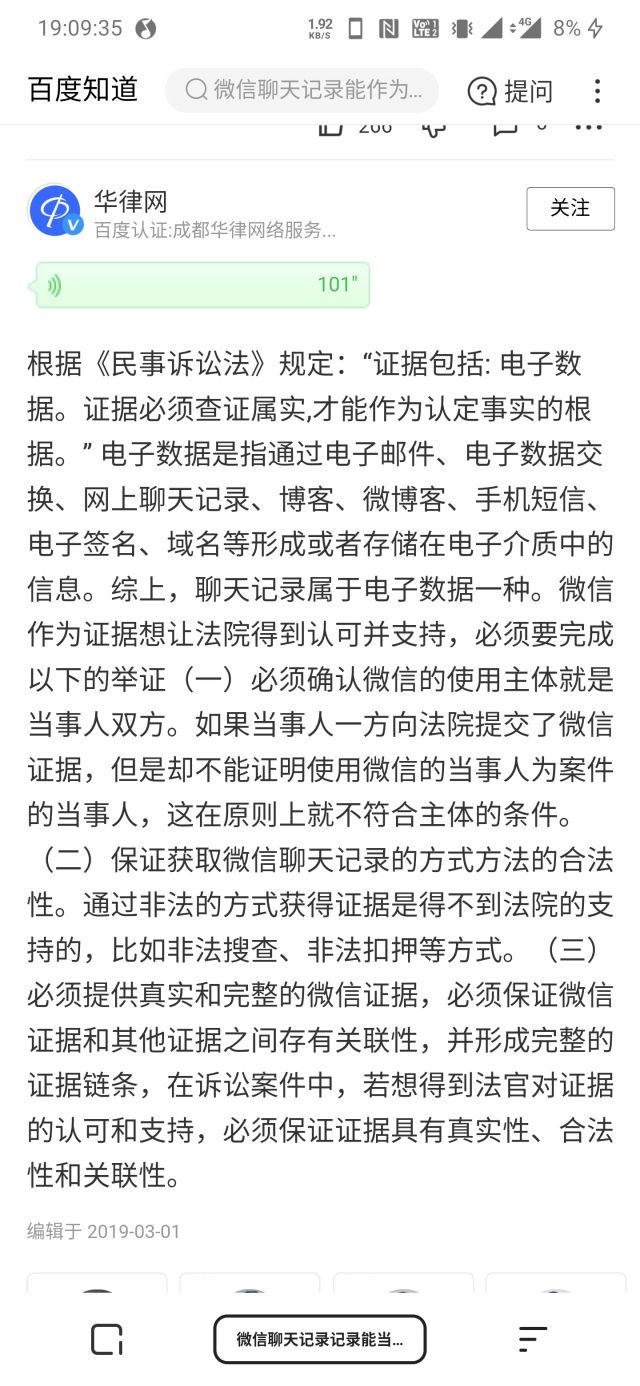 19:09:35
1.92 KB/S
4G
8%
百度知道
微信聊天记录能作为...
提问
华律网
百度认证:成都华律网络服务...
关注
101"
根据《民事诉讼法》规定：“证据包括: 电子数
据。证据必须查证属实,才能作为认定事实的根
据。” 电子数据是指通过电子邮件、电子数据交
换、网上聊天记录、博客、微博客、手机短信、
电子签名、域名等形成或者存储在电子介质中的
信息。综上，聊天记录属于电子数据一种。微信
作为证据想让法院得到认可并支持，必须要完成
以下的举证（一）必须确认微信的使用主体就是
当事人双方。如果当事人一方向法院提交了微信
证据，但是却不能证明使用微信的当事人为案件
的当事人，这在原则上就不符合主体的条件。
（二）保证获取微信聊天记录的方式方法的合法
性。通过非法的方式获得证据是得不到法院的支
持的，比如非法搜查、非法扣押等方式。（三）
必须提供真实和完整的微信证据，必须保证微信
证据和其他证据之间存有关联性，并形成完整的
证据链条，在诉讼案件中，若想得到法官对证据
的认可和支持，必须保证证据具有真实性、合法
性和关联性。
编辑于 2019-03-01
微信聊天记录记录能当...